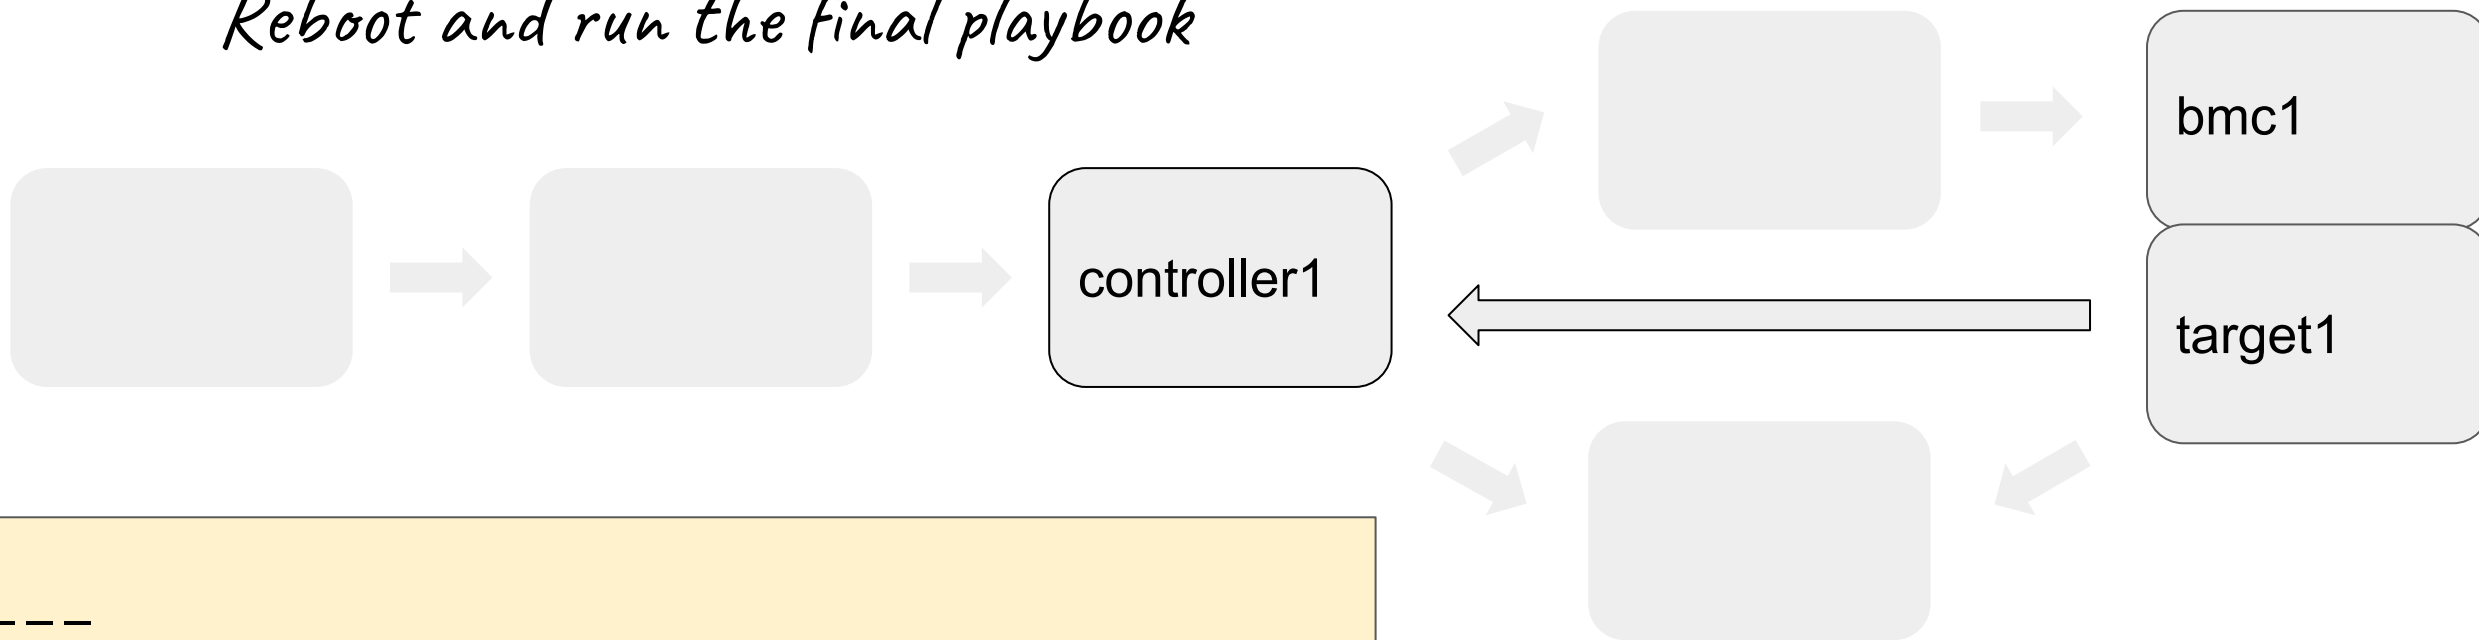 Reboot and run the final playbook
bmc1
controller1
target1
---